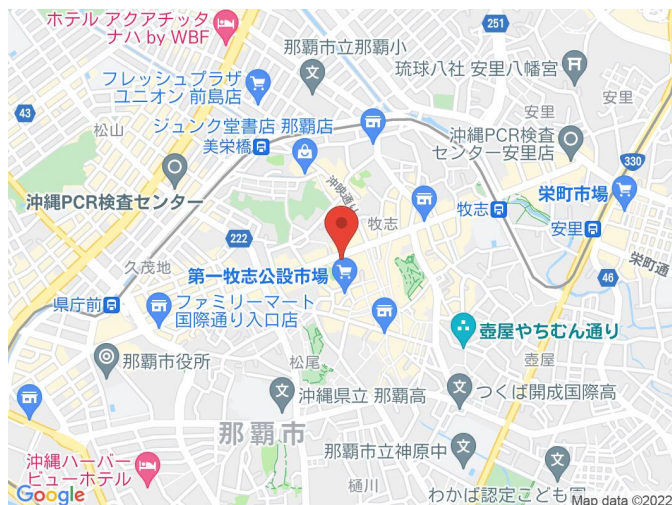 ホテル アクアチッタ
ナハ by WBF
那覇市立那覇小
251
琉球八社 安里八幡宮
フレッシュプラザ
ユニオン 前島店
安里
43
松山
ジュンク堂書店 那覇店
美栄橋
沖縄PCR検査
センター安里店
330
沖縄PCR検査センター
沖映通り
牧志
牧志
栄町市場
安里
222
久茂地
栄町通
46
第一牧志公設市場
県庁前
ファミリーマート
国際通り入口店
壺屋やちむん通り
那覇市役所
松尾
壺屋
沖縄県立 那覇高
つくば開成国際高
那覇市
沖縄ハーバー
ビューホテル
那覇市立神原中
樋川
わかば認定こども園
Google
Map data ©2022